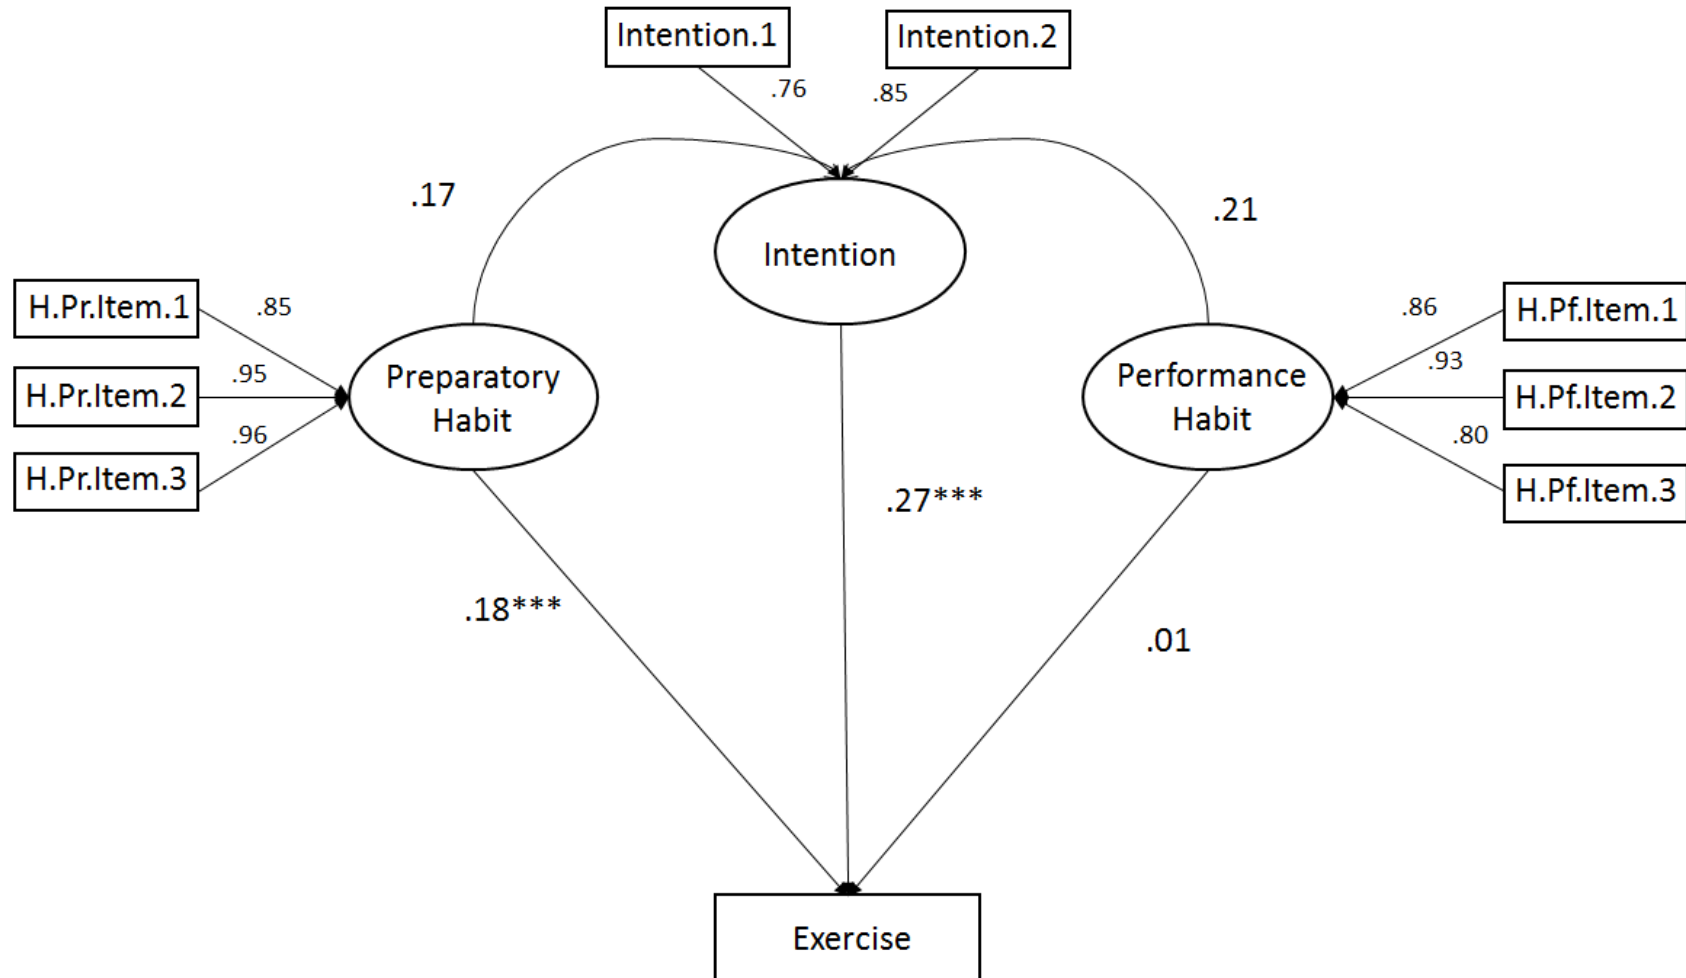 Intention.1
Intention.2
.76
.85
.17
.21
Intention
H.Pr.Item.1
.85
H.Pr.Item.2
.95
H.Pr.Item.3
.96
Preparatory
Habit
Performance
Habit
.86
H.Pf.Item.1
.93
H.Pf.Item.2
.80
H.Pf.Item.3
.27***
.18***
.01
Exercise